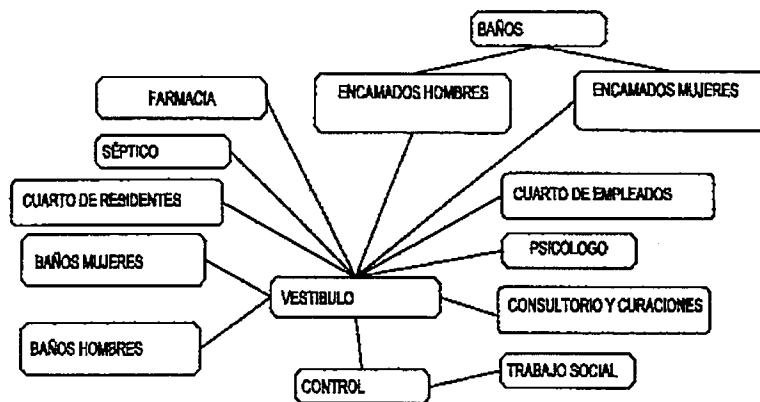 BAÑOS
ENCAMADOS HOMBRES
ENCAMADOS MUJERES
FARMACIA
SÉPTICO
CUARTO DE RESIDENTES
CUARTO DE EMPLEADOS
BAÑOS MUJERES
PSICÓLOGO
VESTIBULO
CONSULTORIO Y CURACIONES
BAÑOS HOMBRES
CONTROL
TRABAJO SOCIAL